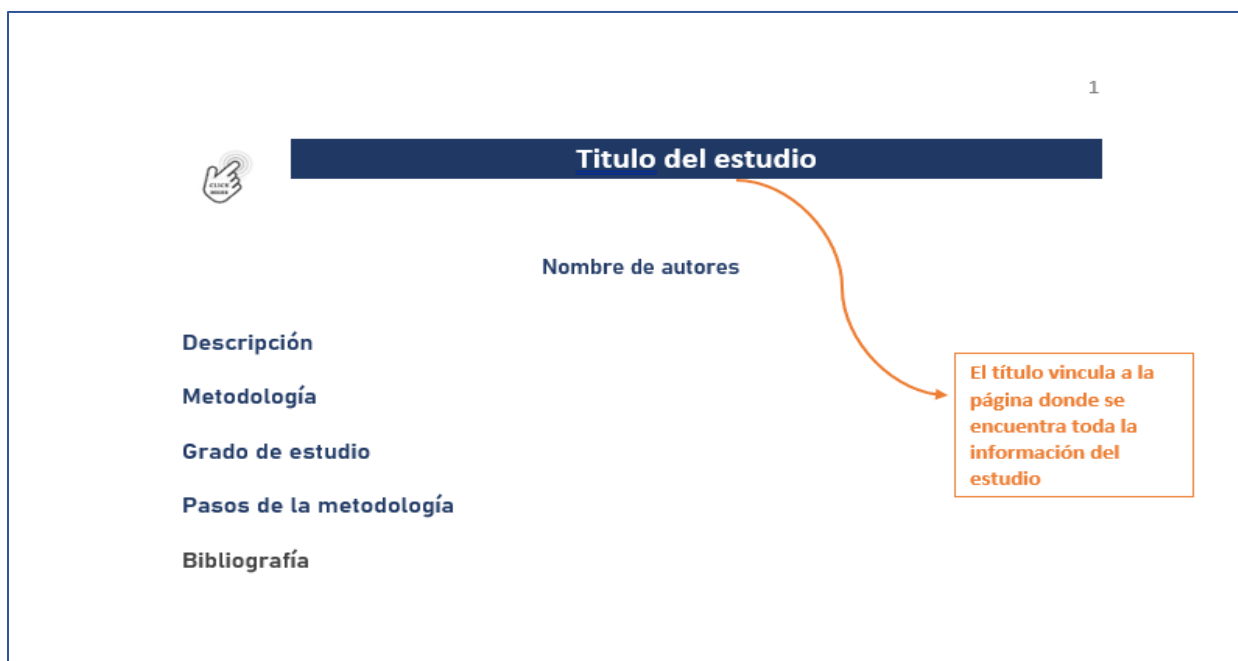 1
CLICK
Titulo del estudio
Nombre de autores
Descripción
Metodología
Grado de estudio
Pasos de la metodología
Bibliografía
El título vincula a la
página donde se
encuentra toda la
información del
estudio